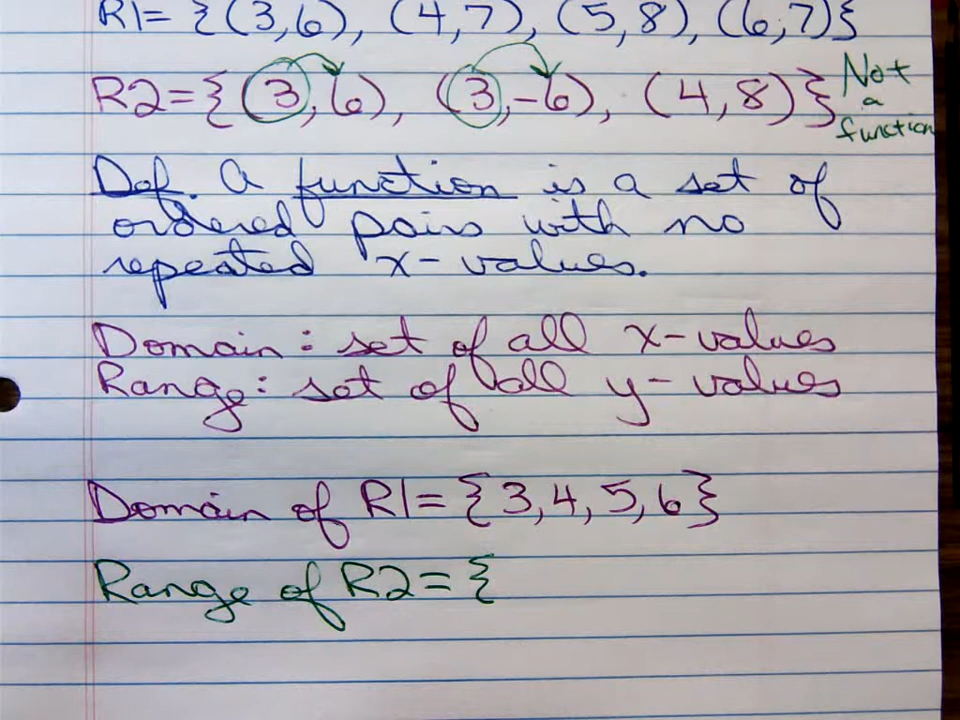 R1= {(3,6), (4,7), (5,8), (6,7)}
R2={(3,6), (3,-6), (4,8)} Not a function
Def. A function is a set of
ordered pairs with no
repeated x-values.
Domain: set of all x-values
Range: set of all y-values
Domain of R1={3,4,5,6}
Range of R2={